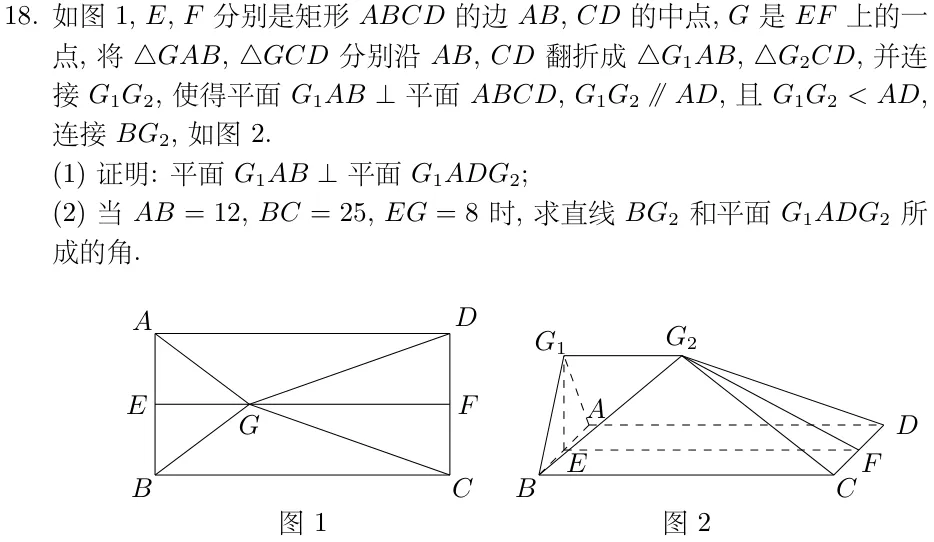 18. 如图 1, E, F 分别是矩形 ABCD 的边 AB, CD 的中点, G 是 EF 上的一
点, 将 △GAB, △GCD 分别沿 AB, CD 翻折成 △G₁AB, △G₂CD, 并连
接 G₁G₂, 使得平面 G₁AB ⊥ 平面 ABCD, G₁G₂ ∥ AD, 且 G₁G₂ < AD,
连接 BG₂, 如图 2.
(1) 证明: 平面 G₁AB ⊥ 平面 G₁ADG₂;
(2) 当 AB = 12, BC = 25, EG = 8 时, 求直线 BG₂ 和平面 G₁ADG₂ 所
成的角.
A D
E G F
B C
图 1
G₁ G₂
A D
E F
B C
图 2